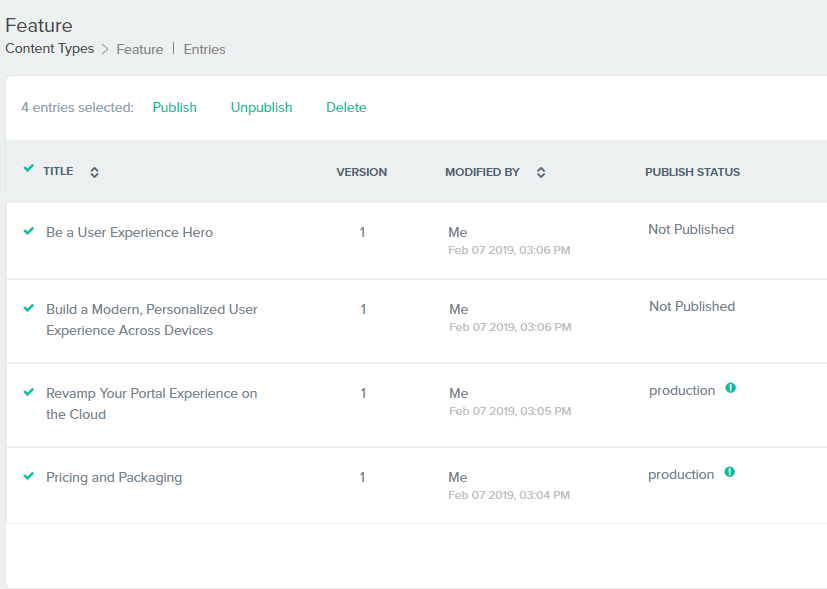 Feature
Content Types > Feature | Entries
4 entries selected: Publish Unpublish Delete
TITLE VERSION MODIFIED BY PUBLISH STATUS
Be a User Experience Hero 1 Me Not Published
Feb 07 2019, 03:06 PM
Build a Modern, Personalized User 1 Me Not Published
Experience Across Devices Feb 07 2019, 03:06 PM
Revamp Your Portal Experience on 1 Me production
the Cloud Feb 07 2019, 03:05 PM
Pricing and Packaging 1 Me production
Feb 07 2019, 03:04 PM